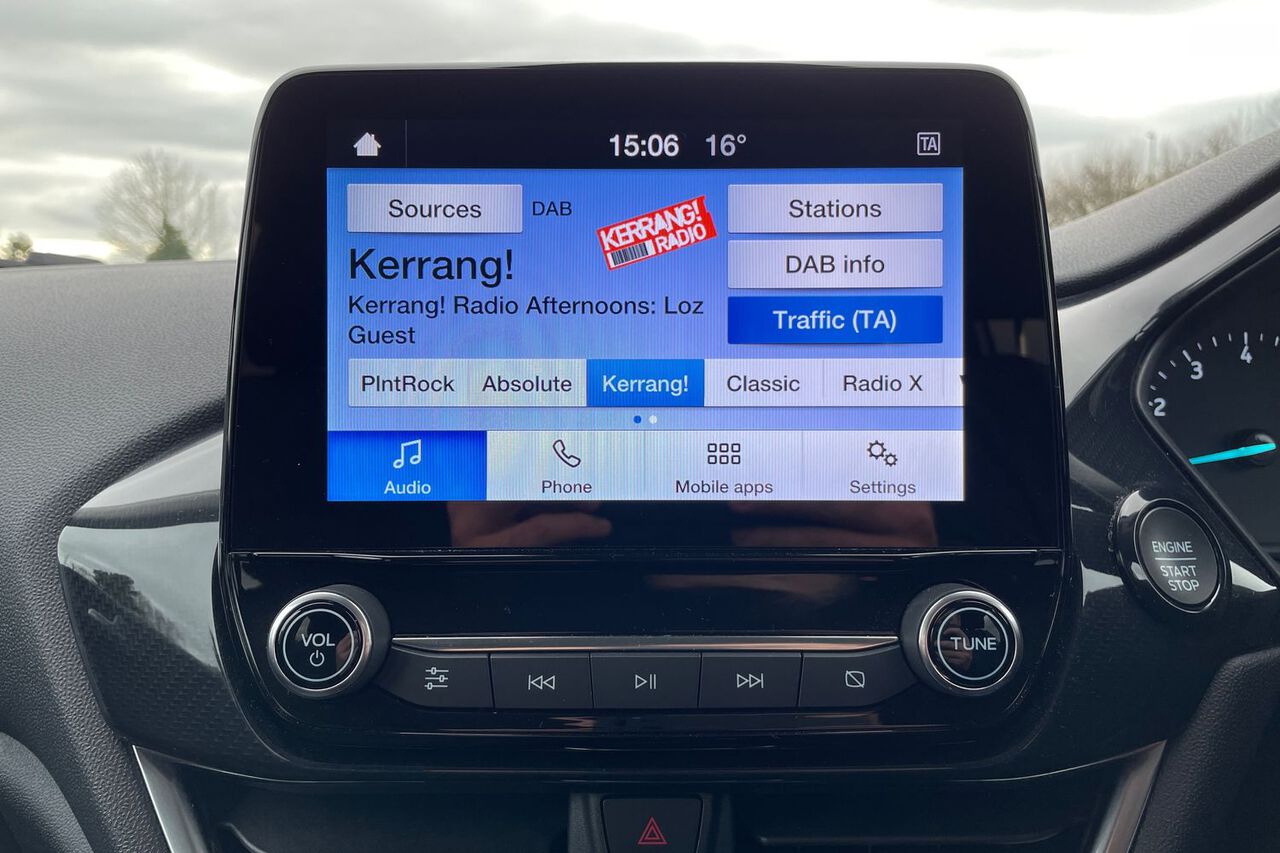 15:06 16° TA
Sources DAB
KERRANG!
RADIO
Stations
Kerrang!
DAB info
Kerrang! Radio Afternoons: Loz
Guest
Traffic (TA)
PlntRock Absolute Kerrang! Classic Radio X
Audio Phone Mobile apps Settings
2 3 4
ENGINE
START
STOP
VOL
TUNE